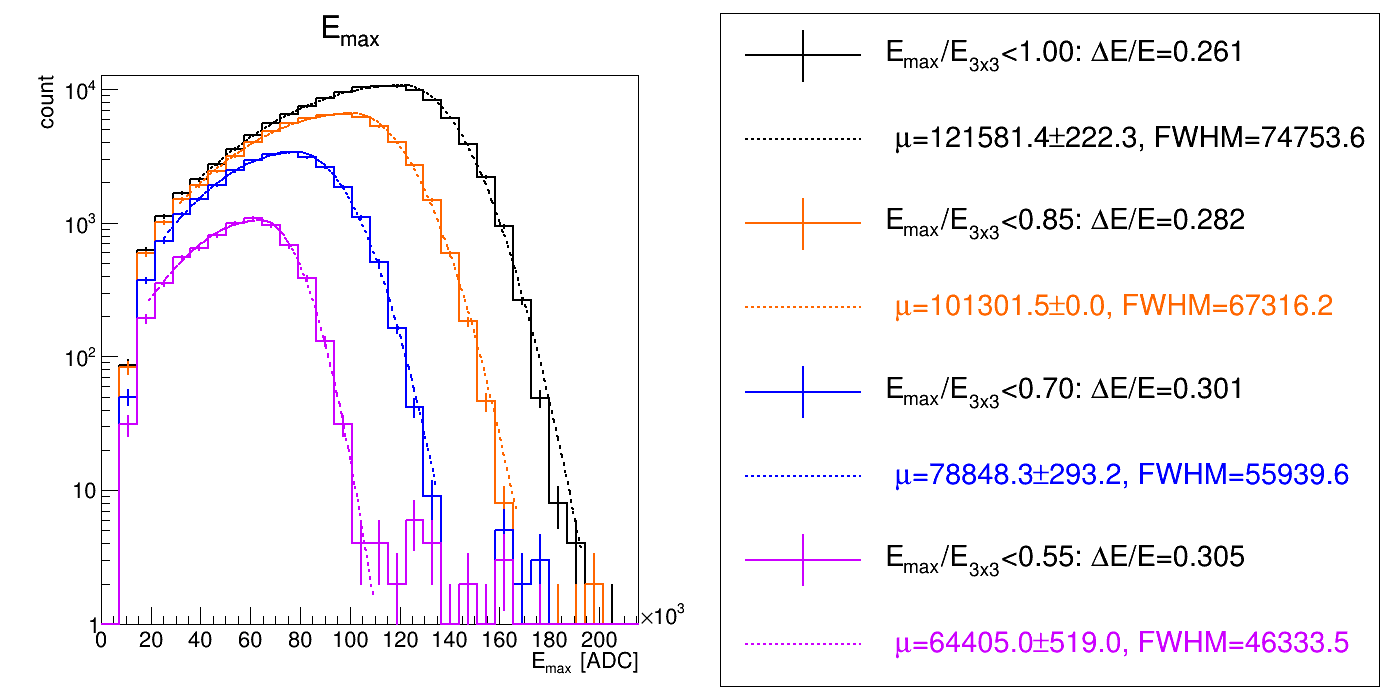 E_max
count
10^4
10^3
10^2
10
1
0 20 40 60 80 100 120 140 160 180 200 ×10^3
E_max [ADC]
E_max/E_3x3<1.00: ΔE/E=0.261
μ=121581.4±222.3, FWHM=74753.6
E_max/E_3x3<0.85: ΔE/E=0.282
μ=101301.5±0.0, FWHM=67316.2
E_max/E_3x3<0.70: ΔE/E=0.301
μ=78848.3±293.2, FWHM=55939.6
E_max/E_3x3<0.55: ΔE/E=0.305
μ=64405.0±519.0, FWHM=46333.5